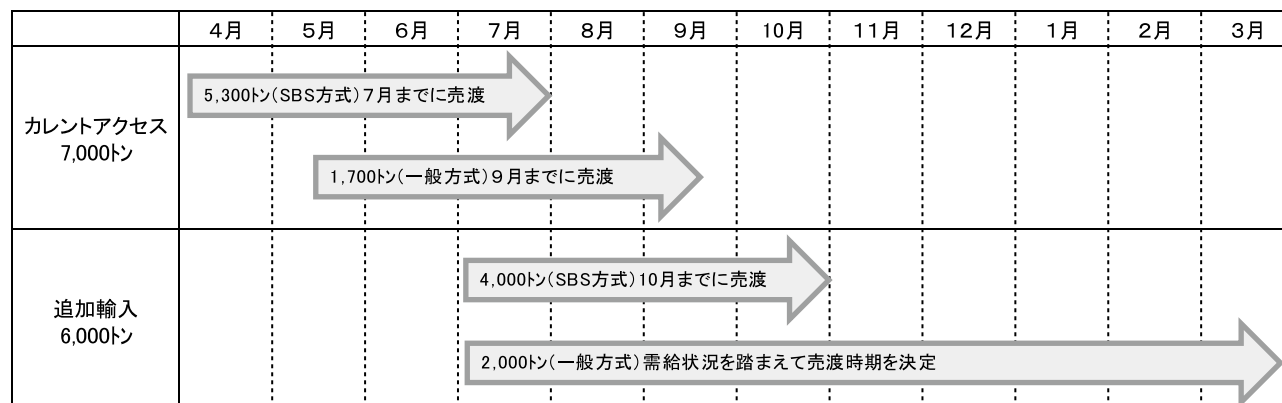 4月 5月 6月 7月 8月 9月 10月 11月 12月 1月 2月 3月
カレントアクセス
7,000㌧
5,300㌧(SBS方式)7月までに売渡
1,700㌧(一般方式)9月までに売渡
追加輸入
6,000㌧
4,000㌧(SBS方式)10月までに売渡
2,000㌧(一般方式)需給状況を踏まえて売渡時期を決定